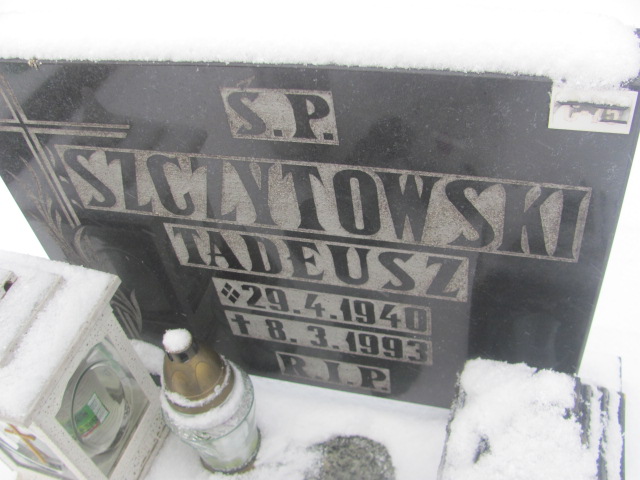 S.P.
SZCZYTOWSKI
TADEUSZ
29.4.1940
† 8.3.1993
R.I.P.